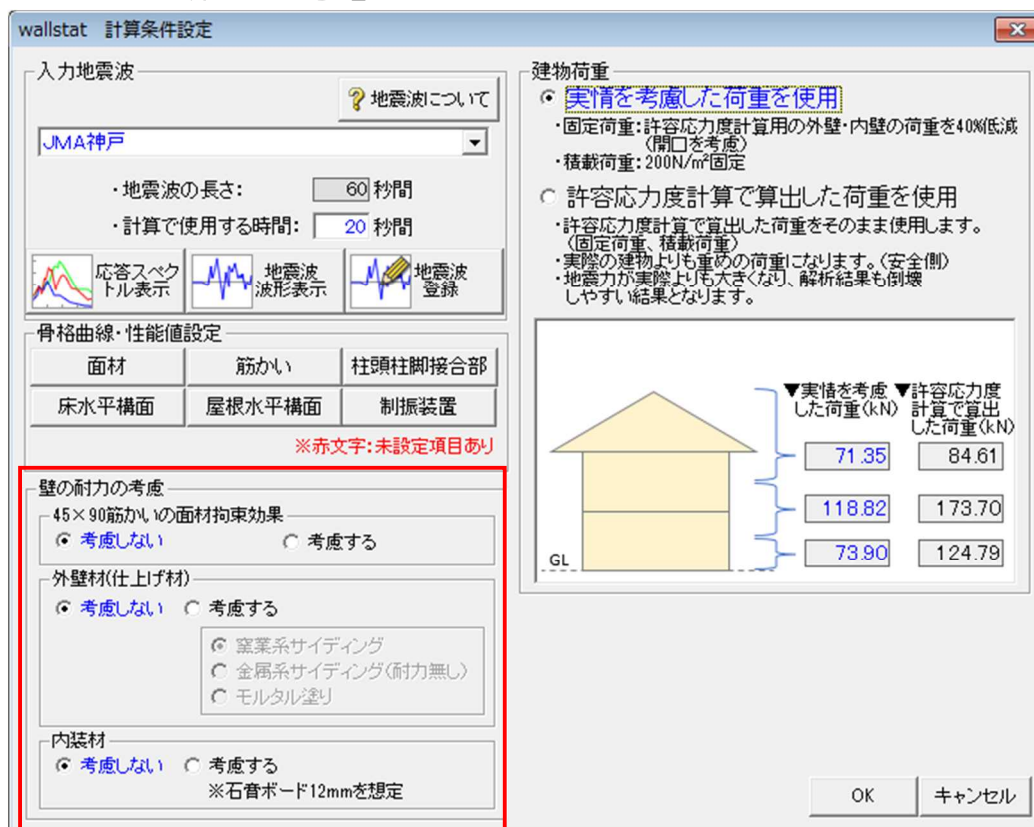 wallstat 計算条件設定
入力地震波
地震波について
JMA神戸
・地震波の長さ: 60 秒間
・計算で使用する時間: 20 秒間
応答スペク
トル表示
地震波
波形表示
地震波
登録
骨格曲線・性能値設定
面材
筋かい
柱頭柱脚接合部
床水平構面
屋根水平構面
制振装置
※赤文字:未設定項目あり
壁の耐力の考慮
45×90筋かいの面材拘束効果
考慮しない 考慮する
外壁材(仕上げ材)
考慮しない 考慮する
窯業系サイディング
金属系サイディング(耐力無し)
モルタル塗り
内装材
考慮しない 考慮する
※石膏ボード12mmを想定
建物荷重
実情を考慮した荷重を使用
・固定荷重:許容応力度計算用の外壁・内壁の荷重を40%低減
(開口を考慮)
・積載荷重:200N/㎡固定
許容応力度計算で算出した荷重を使用
・許容応力度計算で算出した荷重をそのまま使用します。
(固定荷重、積載荷重)
・実際の建物よりも重めの荷重になります。(安全側)
・地震力が実際よりも大きくなり、解析結果も倒壊
しやすい結果となります。
▼実情を考慮
した荷重(kN)
▼許容応力度
計算で算出
した荷重(kN)
71.35 84.61
118.82 173.70
73.90 124.79
GL
OK
キャンセル